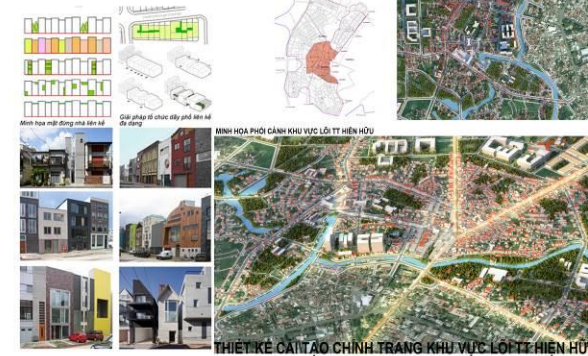 Minh họa mặt đứng nhà liên kế
Giải pháp tổ chức dãy phố liên kế
đa dạng
MINH HỌA PHỐI CẢNH KHU VỰC LÕI TT HIỆN HỮU
THIẾT KẾ CẢI TẠO CHỈNH TRANG KHU VỰC LÕI TT HIỆN HỮU